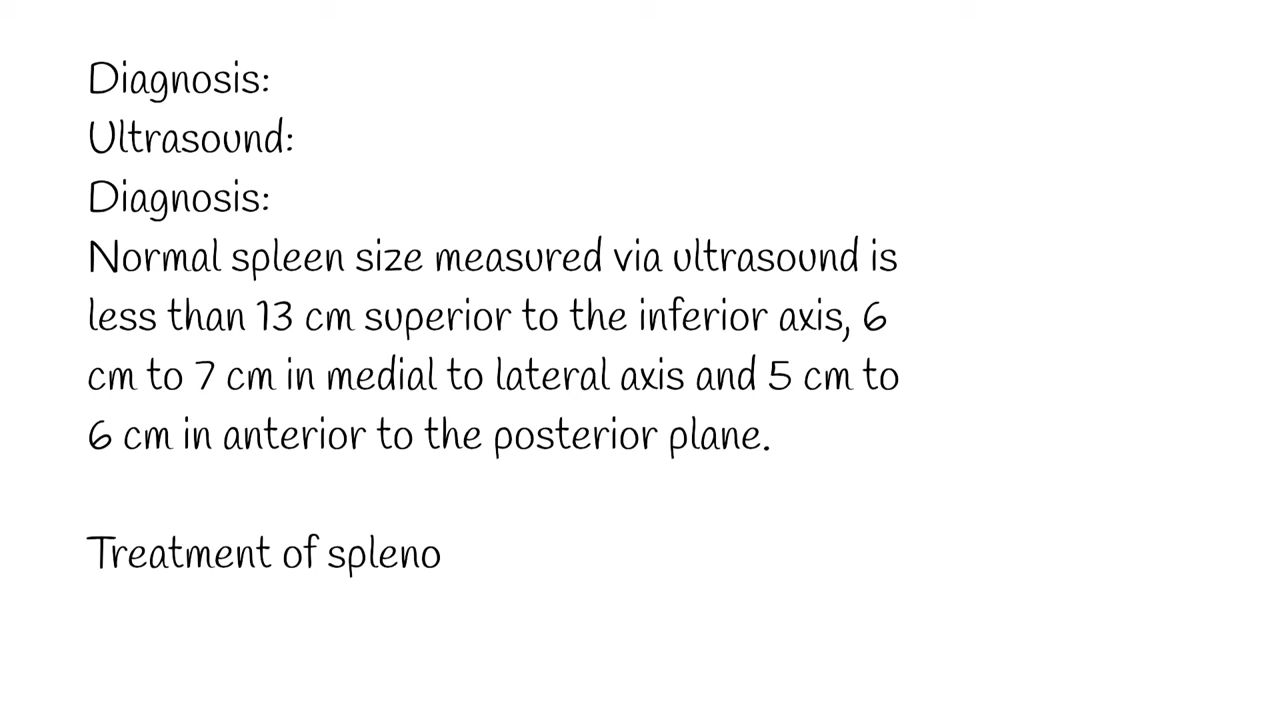 Diagnosis:
Ultrasound:
Diagnosis:
Normal spleen size measured via ultrasound is
less than 13 cm superior to the inferior axis, 6
cm to 7 cm in medial to lateral axis and 5 cm to
6 cm in anterior to the posterior plane.
Treatment of spleno